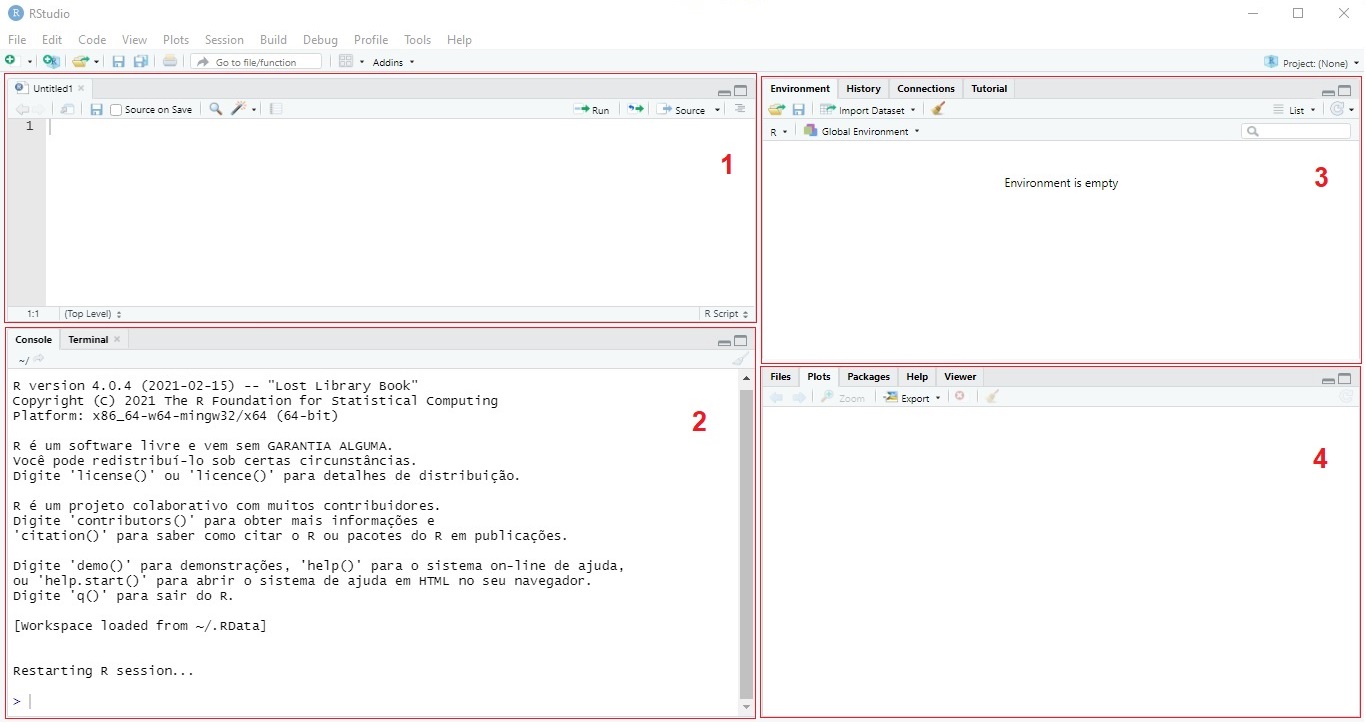 RStudio
File Edit Code View Plots Session Build Debug Profile Tools Help
Go to file/function Addins Project: (None)
Untitled1
Source on Save Run Source
1
1
1:1 (Top Level) R Script
Console Terminal
~/
R version 4.0.4 (2021-02-15) -- "Lost Library Book"
Copyright (C) 2021 The R Foundation for Statistical Computing
Platform: x86_64-w64-mingw32/x64 (64-bit)
R é um software livre e vem sem GARANTIA ALGUMA.
Você pode redistribuí-lo sob certas circunstâncias.
Digite 'license()' ou 'licence()' para detalhes de distribuição.
R é um projeto colaborativo com muitos contribuidores.
Digite 'contributors()' para obter mais informações e
'citation()' para saber como citar o R ou pacotes do R em publicações.
Digite 'demo()' para demonstrações, 'help()' para o sistema on-line de ajuda,
ou 'help.start()' para abrir o sistema de ajuda em HTML no seu navegador.
Digite 'q()' para sair do R.
[Workspace loaded from ~/.RData]
Restarting R session...
>
2
Environment History Connections Tutorial
Import Dataset List
R Global Environment
Environment is empty
3
Files Plots Packages Help Viewer
Zoom Export
4